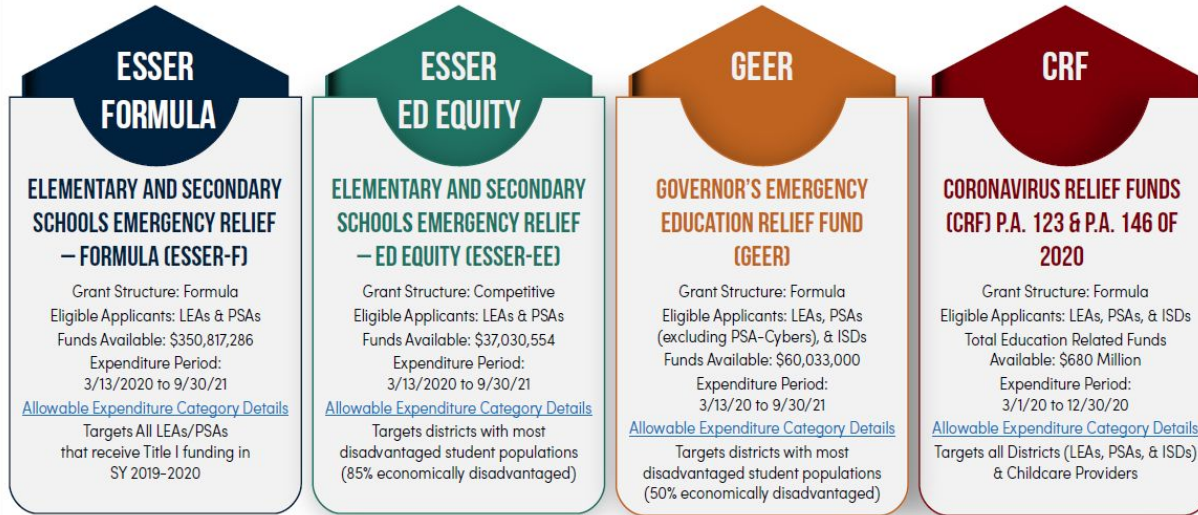 ESSER
FORMULA
ELEMENTARY AND SECONDARY
SCHOOLS EMERGENCY RELIEF
– FORMULA (ESSER-F)
Grant Structure: Formula
Eligible Applicants: LEAs & PSAs
Funds Available: $350,817,286
Expenditure Period:
3/13/2020 to 9/30/21
Allowable Expenditure Category Details
Targets All LEAs/PSAs
that receive Title I funding in
SY 2019-2020
ESSER
ED EQUITY
ELEMENTARY AND SECONDARY
SCHOOLS EMERGENCY RELIEF
– ED EQUITY (ESSER-EE)
Grant Structure: Competitive
Eligible Applicants: LEAs & PSAs
Funds Available: $37,030,554
Expenditure Period:
3/13/2020 to 9/30/21
Allowable Expenditure Category Details
Targets districts with most
disadvantaged student populations
(85% economically disadvantaged)
GEER
GOVERNOR'S EMERGENCY
EDUCATION RELIEF FUND
(GEER)
Grant Structure: Formula
Eligible Applicants: LEAs, PSAs
(excluding PSA-Cybers), & ISDs
Funds Available: $60,033,000
Expenditure Period:
3/13/20 to 9/30/21
Allowable Expenditure Category Details
Targets districts with most
disadvantaged student populations
(50% economically disadvantaged)
CRF
CORONAVIRUS RELIEF FUNDS
(CRF) P.A. 123 & P.A. 146 OF
2020
Grant Structure: Formula
Eligible Applicants: LEAs, PSAs, & ISDs
Total Education Related Funds
Available: $680 Million
Expenditure Period:
3/1/20 to 12/30/20
Allowable Expenditure Category Details
Targets all Districts (LEAs, PSAs, & ISDs)
& Childcare Providers